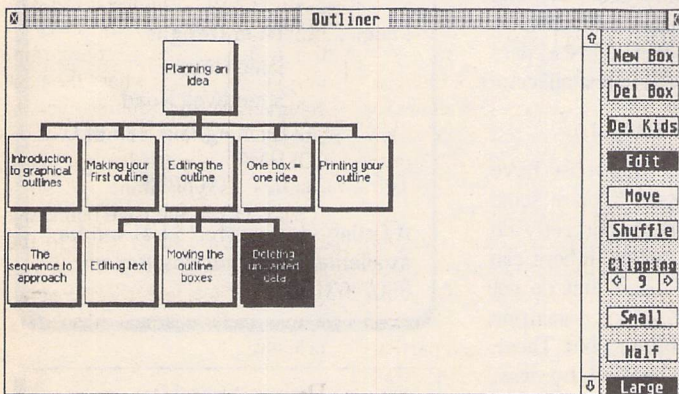 Outliner
Planning an
idea
Introduction
to graphical
outlines
Making your
first outline
Editing the
outline
One box =
one idea
Printing your
outline
The
sequence to
approach
Editing text
Moving the
outline
boxes
Deleting
unwanted
data
New Box
Del Box
Del Kids
Edit
Move
Shuffle
Clipping
9
Small
Half
Large